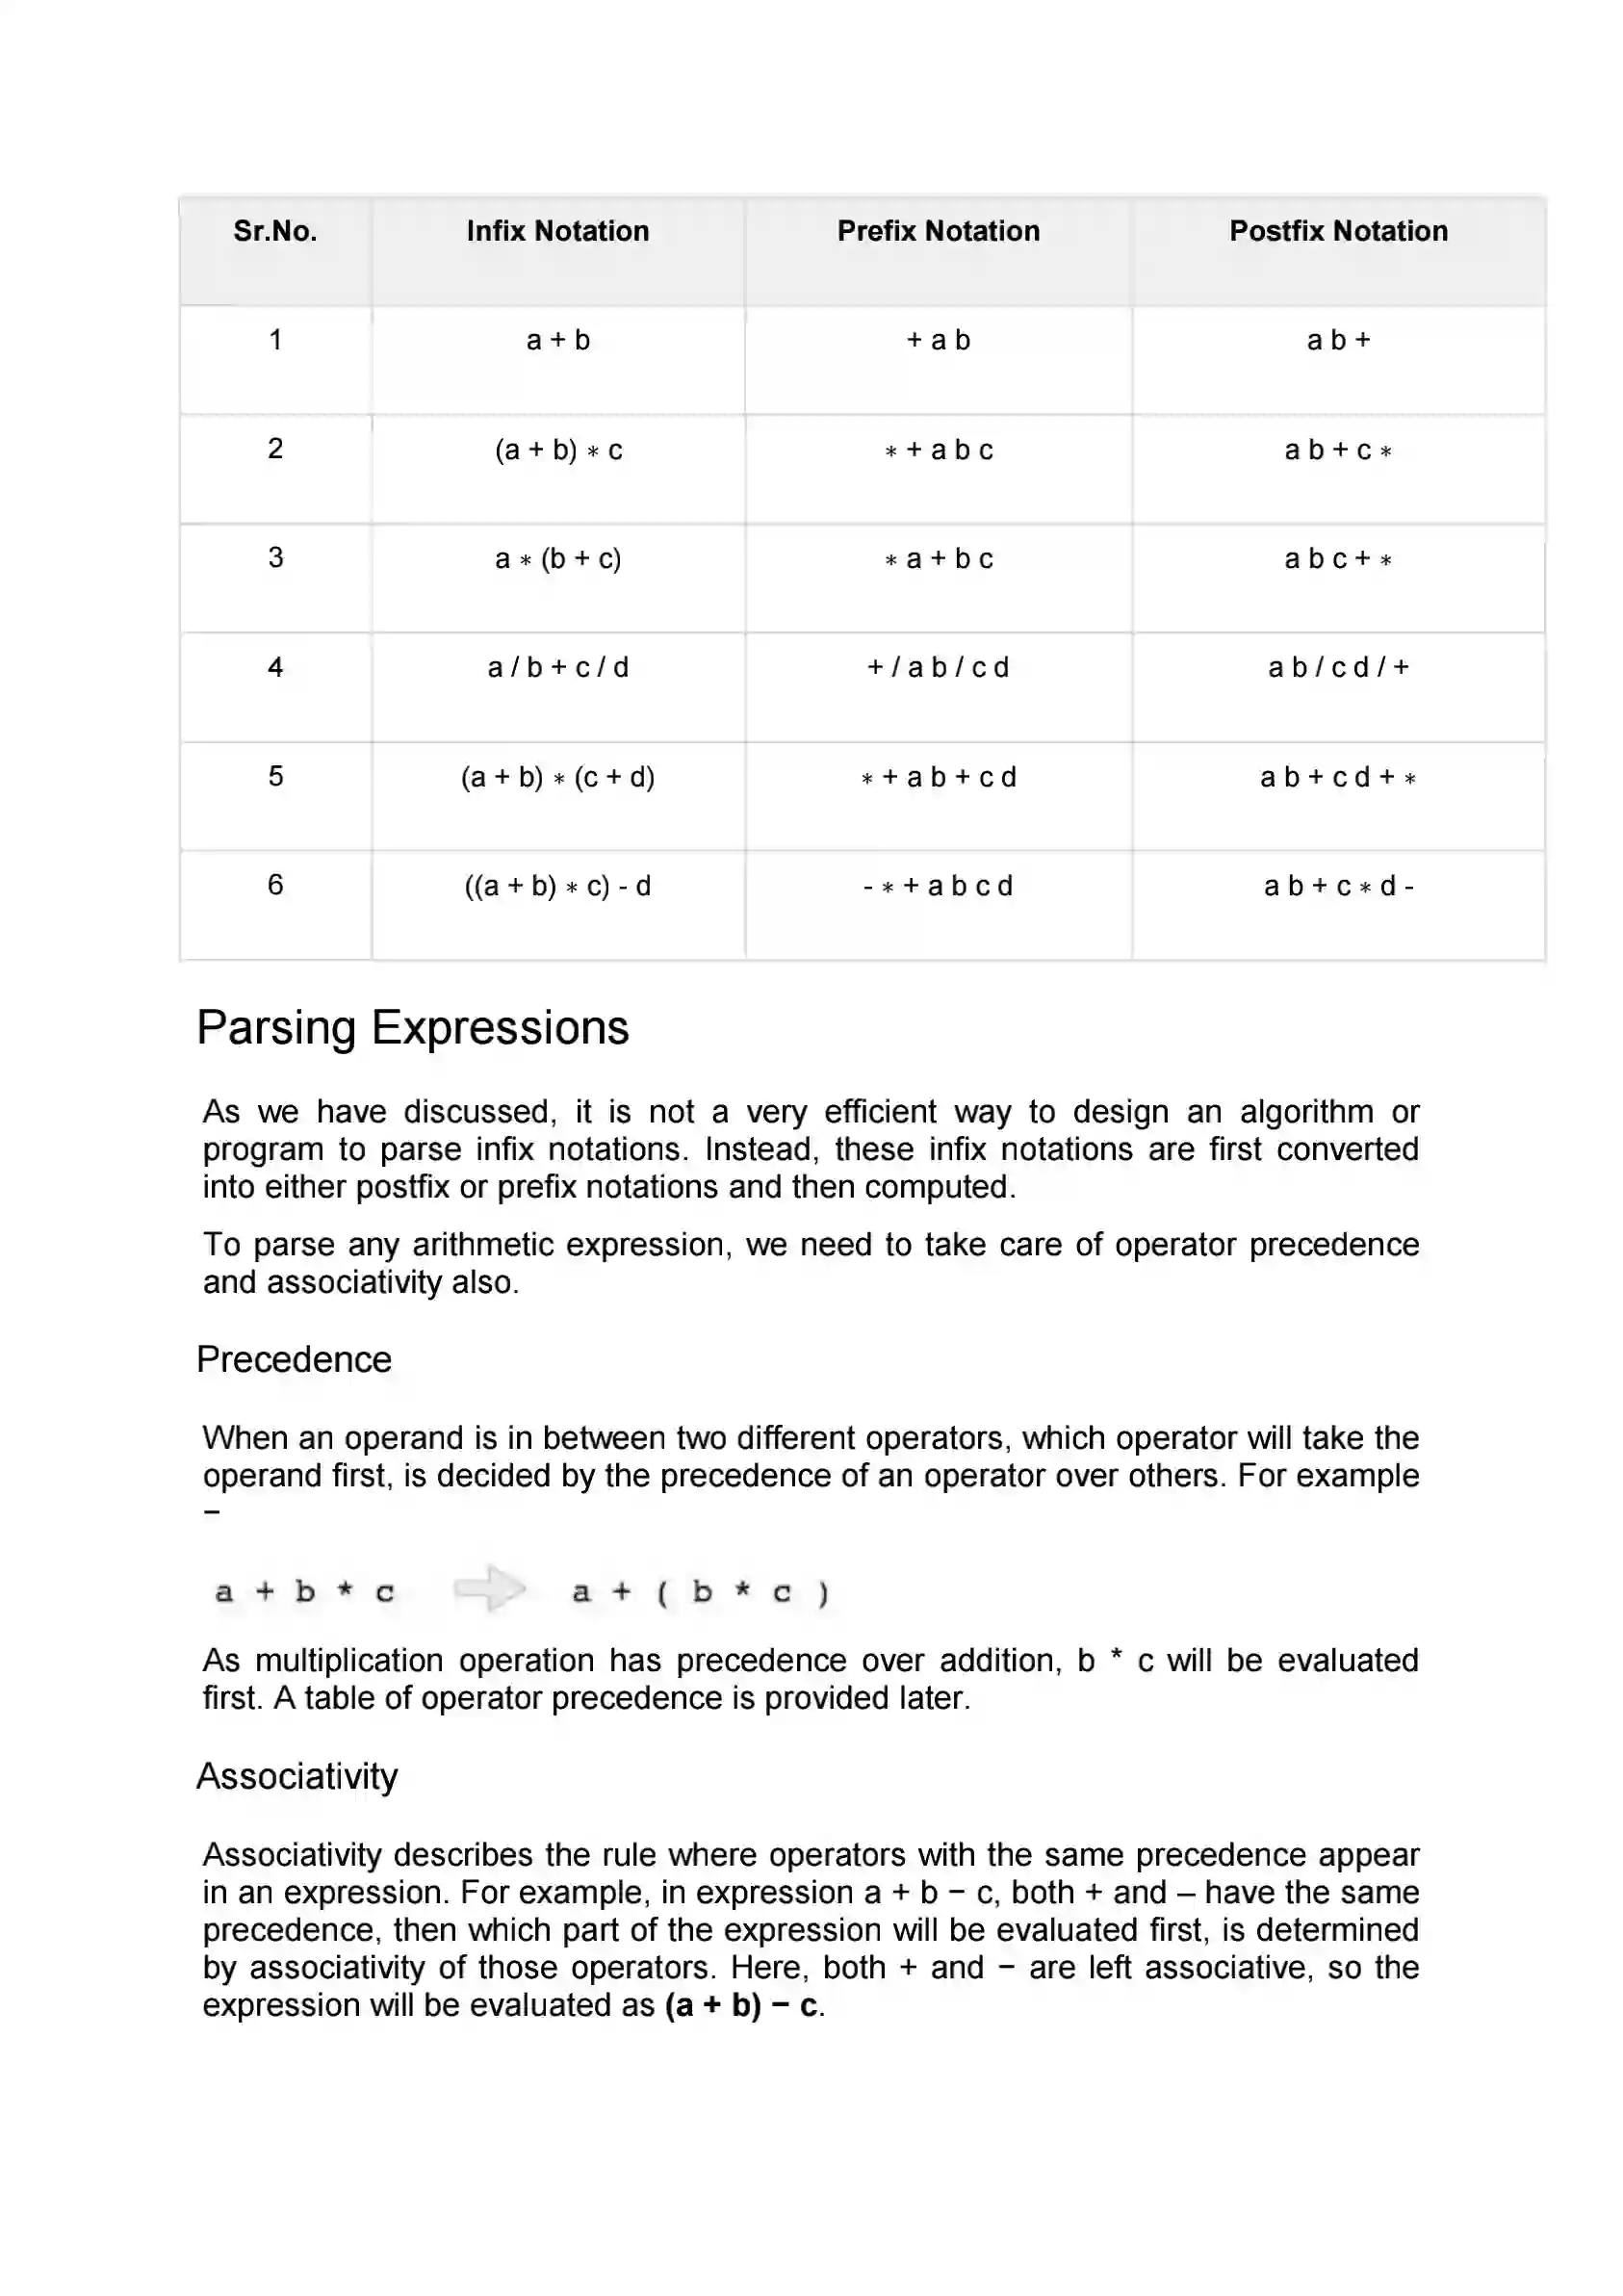 Sr.No. Infix Notation Prefix Notation Postfix Notation
1 a + b + a b a b +
2 (a + b) ∗ c ∗ + a b c a b + c ∗
3 a ∗ (b + c) ∗ a + b c a b c + ∗
4 a / b + c / d + / a b / c d a b / c d / +
5 (a + b) ∗ (c + d) ∗ + a b + c d a b + c d + ∗
6 ((a + b) ∗ c) - d - ∗ + a b c d a b + c ∗ d -
Parsing Expressions
As we have discussed, it is not a very efficient way to design an algorithm or
program to parse infix notations. Instead, these infix notations are first converted
into either postfix or prefix notations and then computed.
To parse any arithmetic expression, we need to take care of operator precedence
and associativity also.
Precedence
When an operand is in between two different operators, which operator will take the
operand first, is decided by the precedence of an operator over others. For example
−
a + b * c a + ( b * c )
As multiplication operation has precedence over addition, b * c will be evaluated
first. A table of operator precedence is provided later.
Associativity
Associativity describes the rule where operators with the same precedence appear
in an expression. For example, in expression a + b − c, both + and – have the same
precedence, then which part of the expression will be evaluated first, is determined
by associativity of those operators. Here, both + and − are left associative, so the
expression will be evaluated as (a + b) − c.